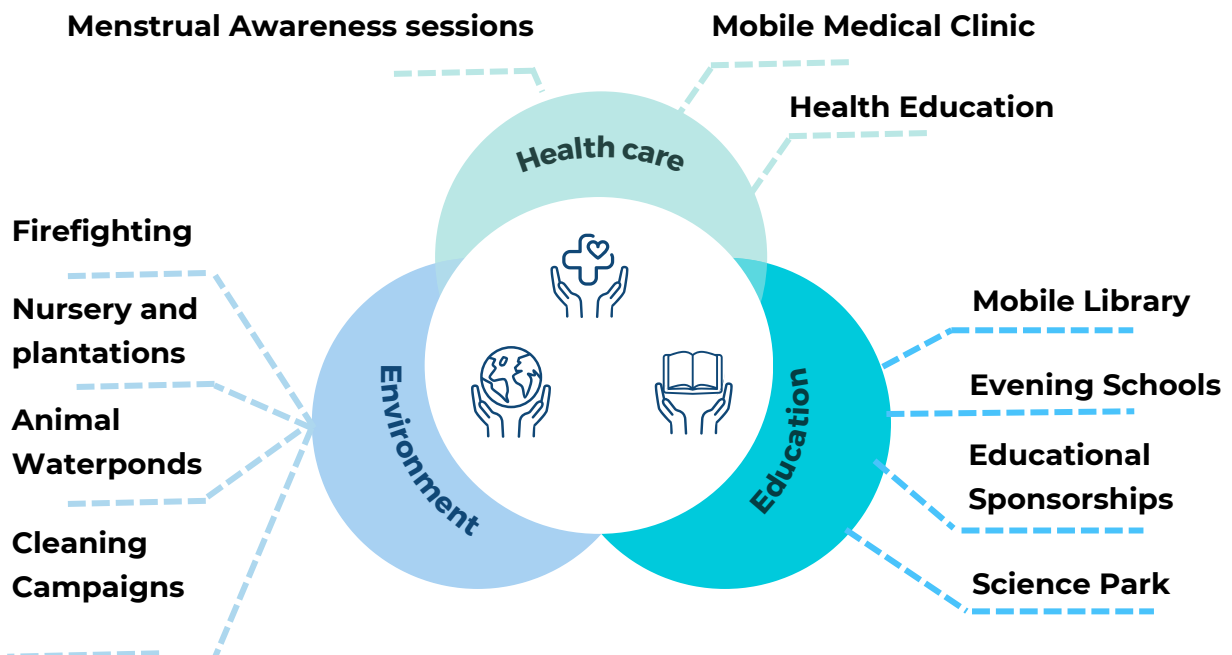 Menstrual Awareness sessions
Mobile Medical Clinic
Health Education
Health care
Firefighting
Nursery and
plantations
Animal
Waterponds
Cleaning
Campaigns
Environment
Education
Mobile Library
Evening Schools
Educational
Sponsorships
Science Park